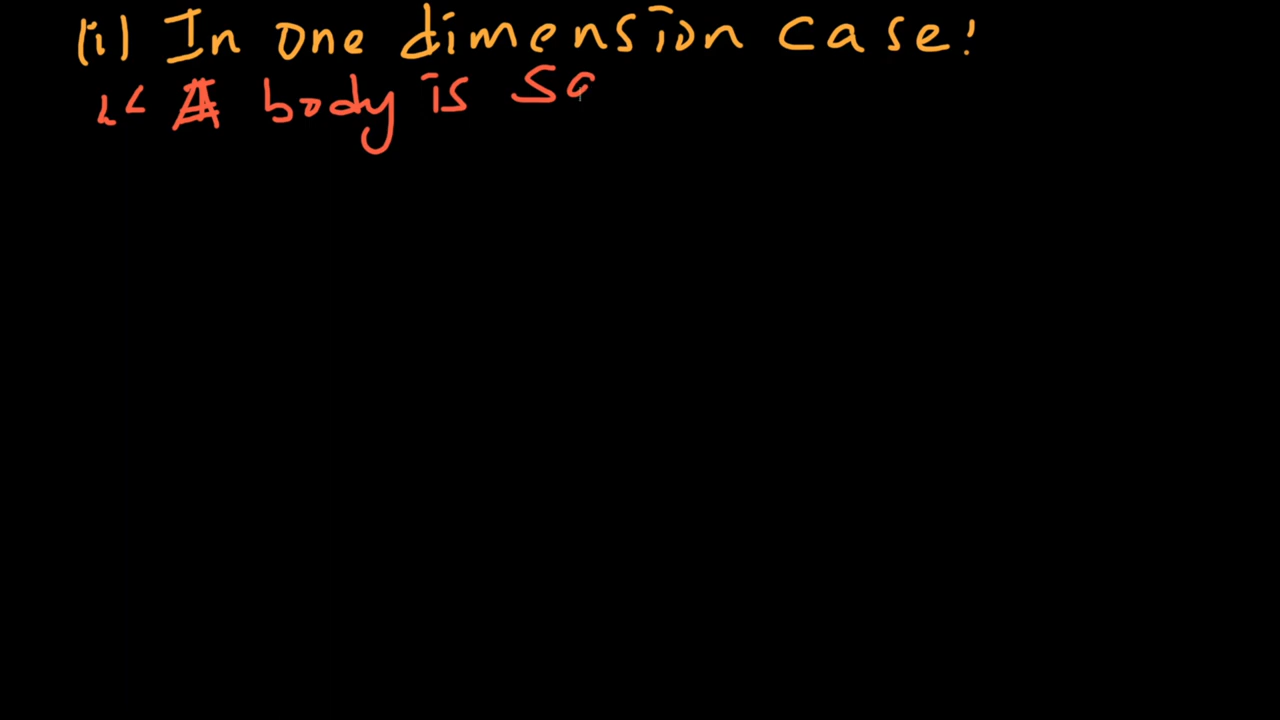 (i) In one dimension case:
“ A body is sa